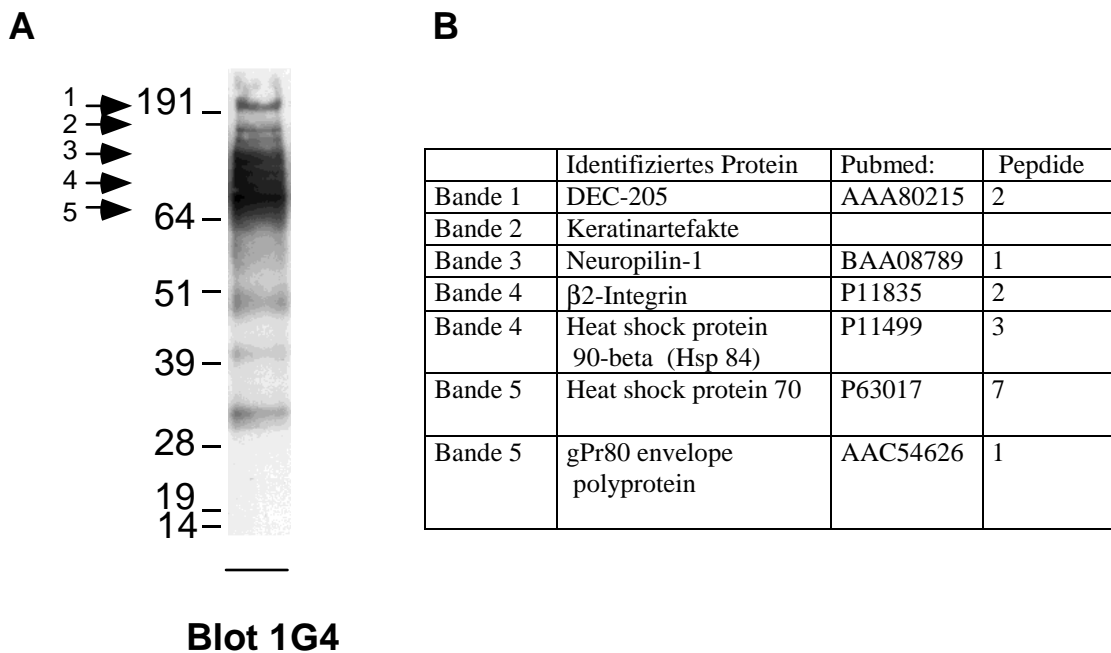 A
B
1
2
3
4
5
191
64
51
39
28
19
14
Blot 1G4
Identifiziertes Protein Pubmed: Pepdide
Bande 1 DEC-205 AAA80215 2
Bande 2 Keratinartefakte
Bande 3 Neuropilin-1 BAA08789 1
Bande 4 β2-Integrin P11835 2
Bande 4 Heat shock protein P11499 3
90-beta (Hsp 84)
Bande 5 Heat shock protein 70 P63017 7
Bande 5 gPr80 envelope AAC54626 1
polyprotein